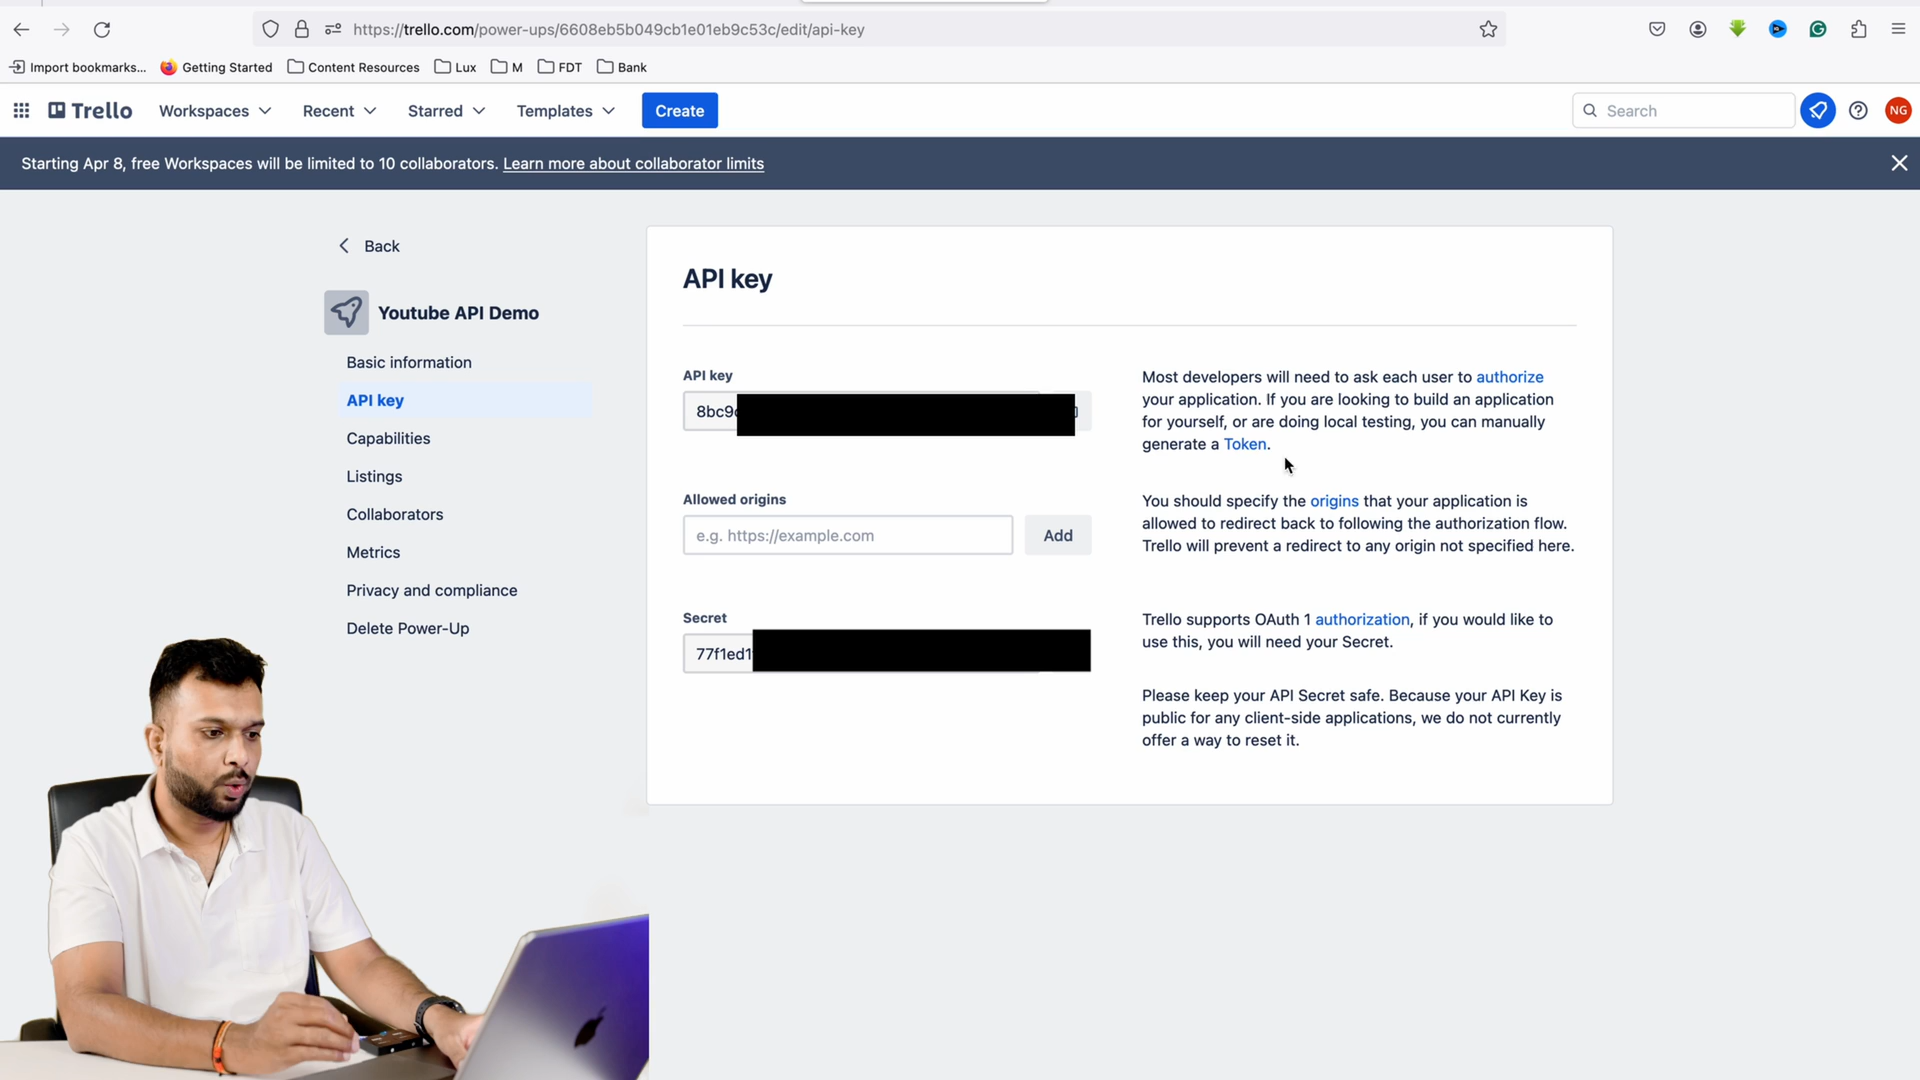 https://trello.com/power-ups/6608eb5b049cb1e01eb9c53c/edit/api-key
Import bookmarks... Getting Started Content Resources Lux M FDT Bank
Trello Workspaces Recent Starred Templates Create Search NG
Starting Apr 8, free Workspaces will be limited to 10 collaborators. Learn more about collaborator limits
Back
Youtube API Demo
Basic information
API key
Capabilities
Listings
Collaborators
Metrics
Privacy and compliance
Delete Power-Up
API key
API key
8bc9
Most developers will need to ask each user to authorize
your application. If you are looking to build an application
for yourself, or are doing local testing, you can manually
generate a Token.
Allowed origins
e.g. https://example.com Add
You should specify the origins that your application is
allowed to redirect back to following the authorization flow.
Trello will prevent a redirect to any origin not specified here.
Secret
77f1ed1
Trello supports OAuth 1 authorization, if you would like to
use this, you will need your Secret.
Please keep your API Secret safe. Because your API Key is
public for any client-side applications, we do not currently
offer a way to reset it.